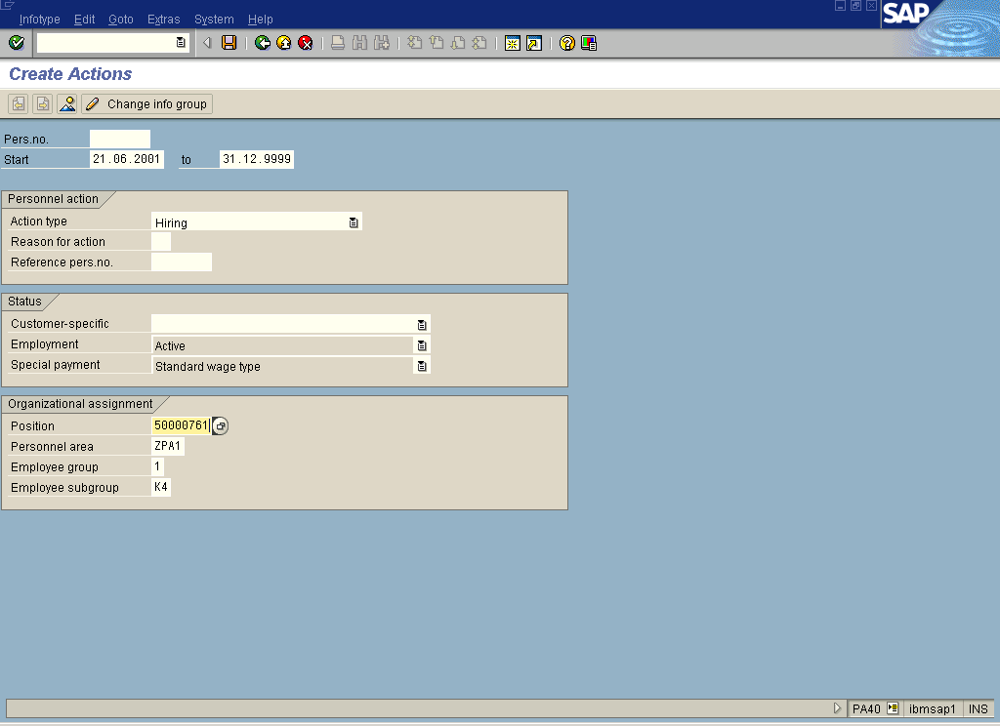 Infotype Edit Goto Extras System Help
SAP
Create Actions
Change info group
Pers.no.
Start 21.06.2001 to 31.12.9999
Personnel action
Action type Hiring
Reason for action
Reference pers.no.
Status
Customer-specific
Employment Active
Special payment Standard wage type
Organizational assignment
Position 50000761
Personnel area ZPA1
Employee group 1
Employee subgroup K4
PA40 ibmsap1 INS